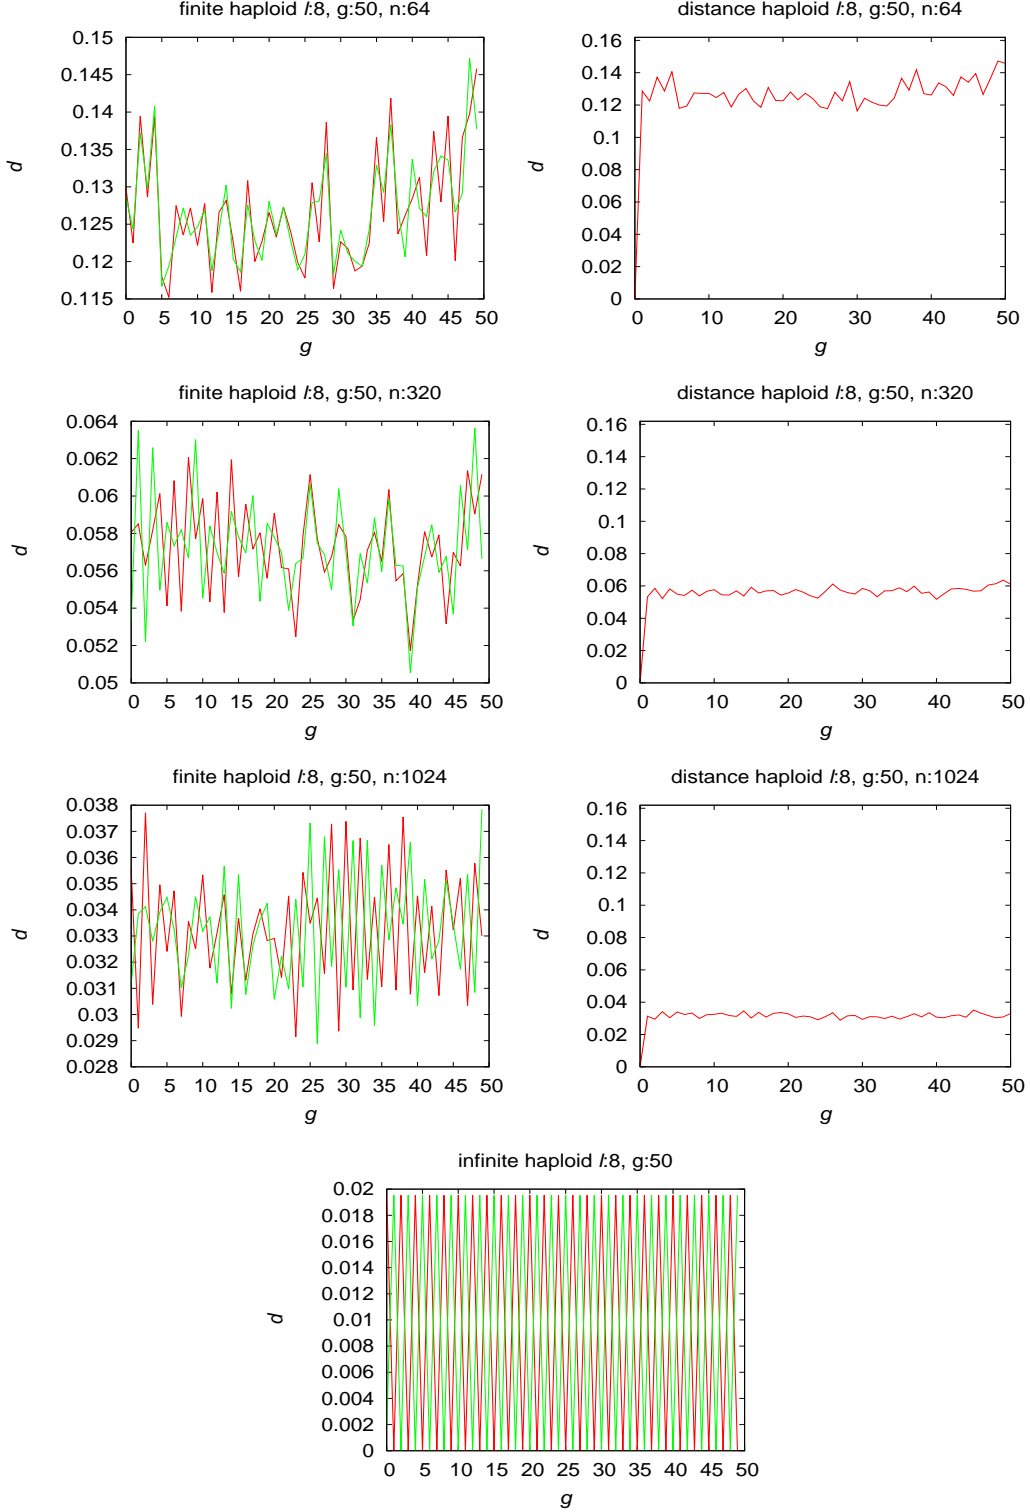 finite haploid l:8, g:50, n:64
0.15
0.145
0.14
0.135
0.13
0.125
0.12
0.115
d
0 5 10 15 20 25 30 35 40 45 50
g
distance haploid l:8, g:50, n:64
0.16
0.14
0.12
0.1
0.08
0.06
0.04
0.02
0
d
0 10 20 30 40 50
g
finite haploid l:8, g:50, n:320
0.064
0.062
0.06
0.058
0.056
0.054
0.052
0.05
d
0 5 10 15 20 25 30 35 40 45 50
g
distance haploid l:8, g:50, n:320
0.16
0.14
0.12
0.1
0.08
0.06
0.04
0.02
0
d
0 10 20 30 40 50
g
finite haploid l:8, g:50, n:1024
0.038
0.037
0.036
0.035
0.034
0.033
0.032
0.031
0.03
0.029
0.028
d
0 5 10 15 20 25 30 35 40 45 50
g
distance haploid l:8, g:50, n:1024
0.16
0.14
0.12
0.1
0.08
0.06
0.04
0.02
0
d
0 10 20 30 40 50
g
infinite haploid l:8, g:50
0.02
0.018
0.016
0.014
0.012
0.01
0.008
0.006
0.004
0.002
0
d
0 5 10 15 20 25 30 35 40 45 50
g